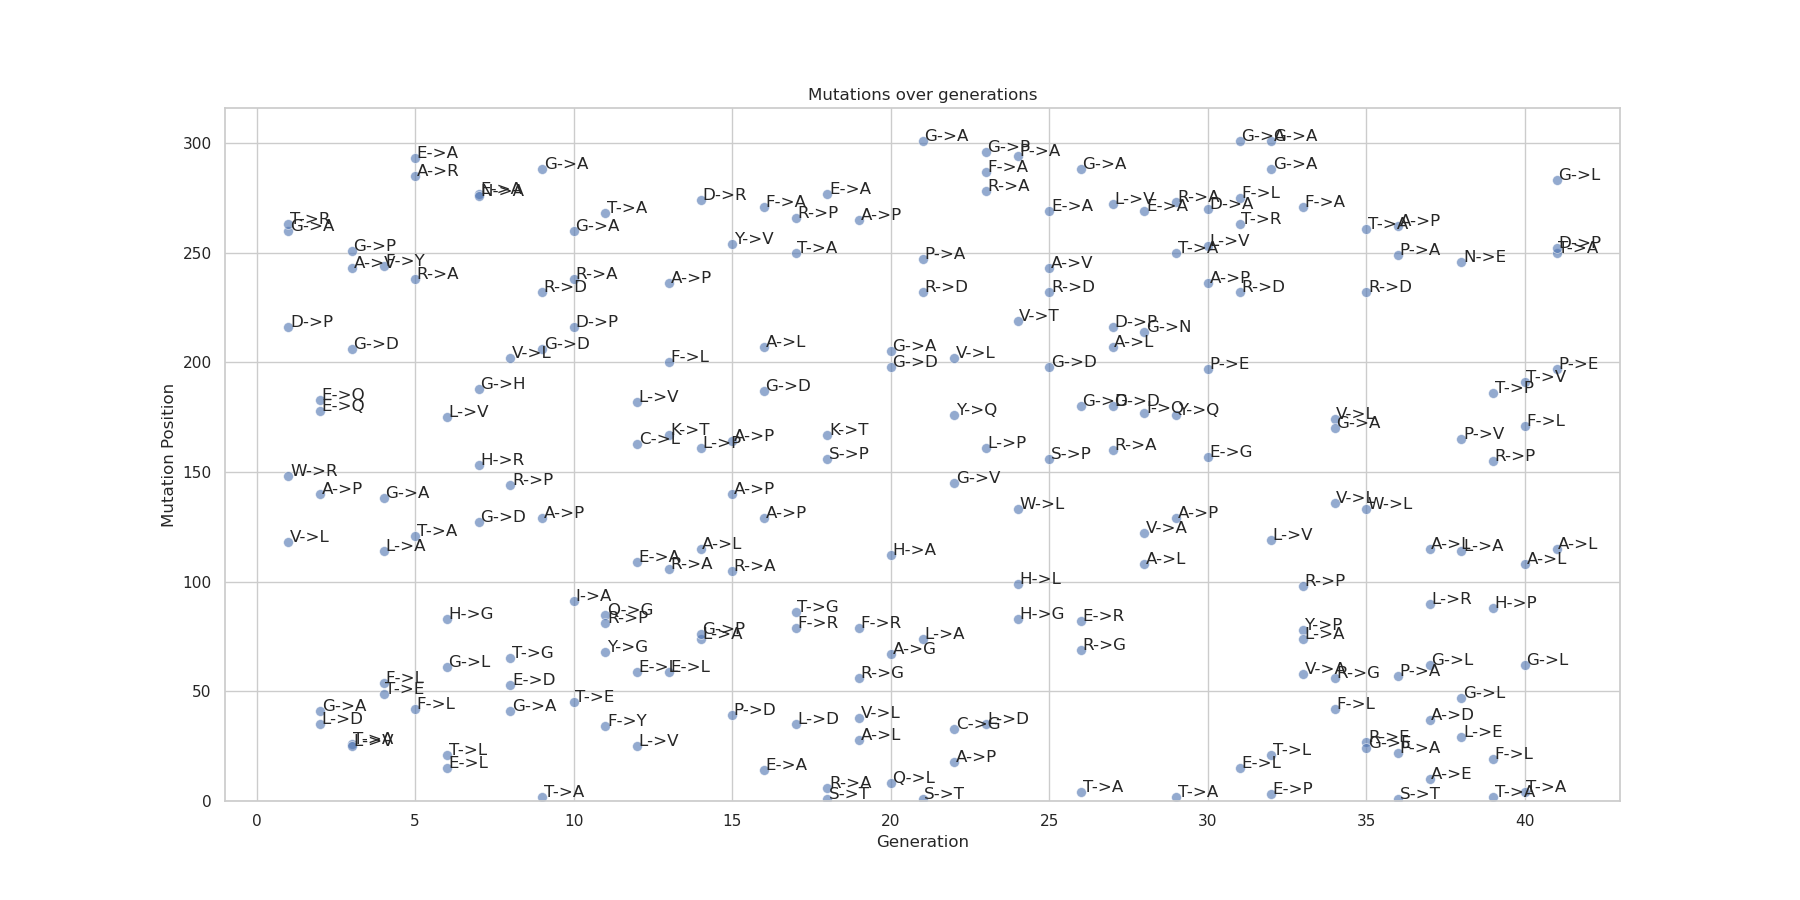 Mutations over generations
300
G->A
G->A
G->A
G->P
P->A
E->A
A->R
G->A
F->A
G->A
G->A
G->L
E->A
N->A
D->R
E->A
R->A
F->L
T->A
F->A
R->P
A->P
E->A
L->V
E->A
R->A
D->A
F->A
T->R
G->A
G->A
T->R
T->A
A->P
250
G->P
Y->V
T->A
P->A
T->A
L->V
P->A
N->E
D->P
T->A
A->V
F->Y
R->A
R->A
A->P
A->V
A->P
R->D
R->D
R->D
R->D
R->D
D->P
D->P
V->T
D->P
G->N
G->D
G->D
A->L
G->A
A->L
200
V->L
F->L
G->D
V->L
G->D
P->E
P->E
G->H
G->D
T->P
T->V
E->Q
E->Q
L->V
L->V
Y->Q
G->D
G->D
Y->Q
V->L
G->A
F->L
K->T
A->P
K->T
P->V
C->L
L->P
L->P
R->A
H->R
S->P
S->P
E->G
R->P
150
W->R
R->P
G->V
A->P
G->A
A->P
V->L
W->L
W->L
G->D
A->P
A->P
A->P
V->L
T->A
V->A
L->V
L->A
A->L
H->A
A->L
L->A
A->L
E->A
R->A
R->A
A->L
A->L
100
H->L
R->P
I->A
L->R
H->P
H->G
Q->G
R->P
T->G
F->R
F->R
H->G
E->R
Y->P
L->A
G->P
L->A
L->A
Y->G
A->G
R->G
G->L
T->G
E->L
E->L
R->G
V->A
R->G
P->A
G->L
G->L
50
F->L
T->E
E->D
T->E
G->L
G->A
L->D
F->L
G->A
F->Y
P->D
L->D
V->L
C->G
L->D
F->L
A->D
T->A
L->V
L->V
A->L
R->E
L->E
T->L
E->L
E->A
A->P
T->L
E->L
P->A
F->L
R->A
Q->L
A->E
T->A
S->T
S->T
T->A
T->A
E->P
S->T
T->A
T->A
0
0 5 10 15 20 25 30 35 40
Generation
Mutation Position